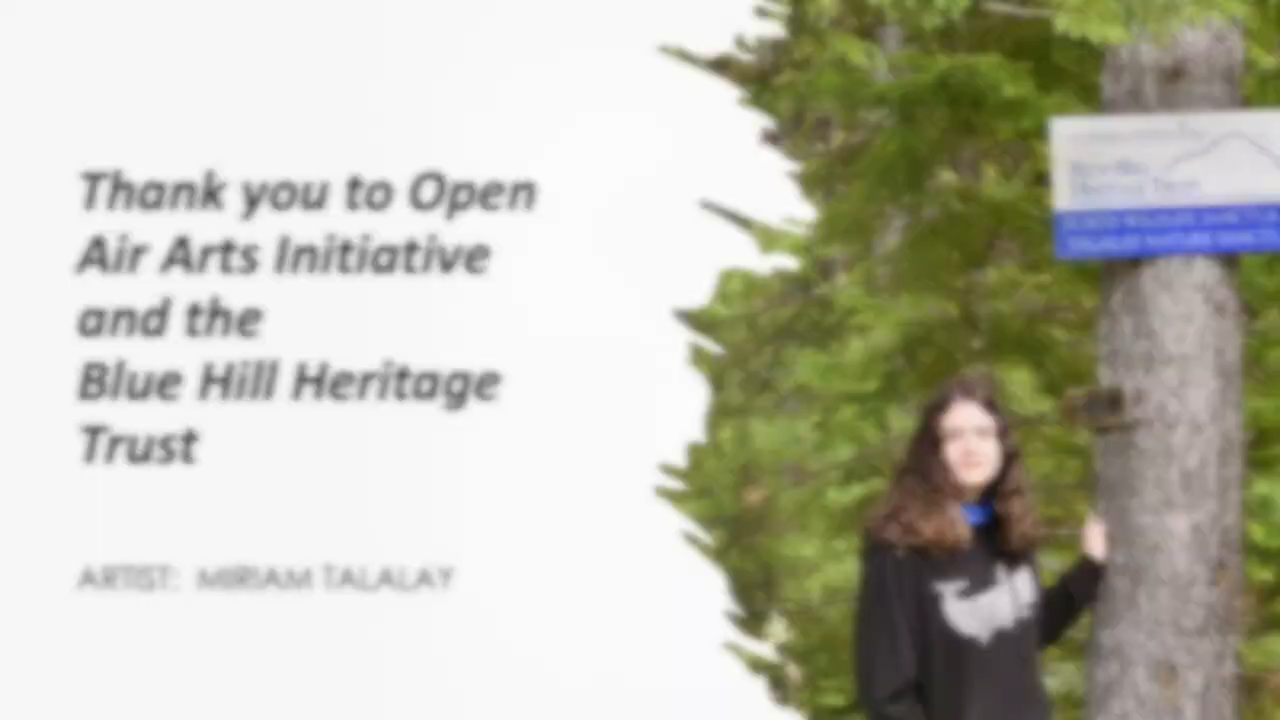 Thank you to Open
Air Arts Initiative
and the
Blue Hill Heritage
Trust
ARTIST: MIRIAM TALALAY